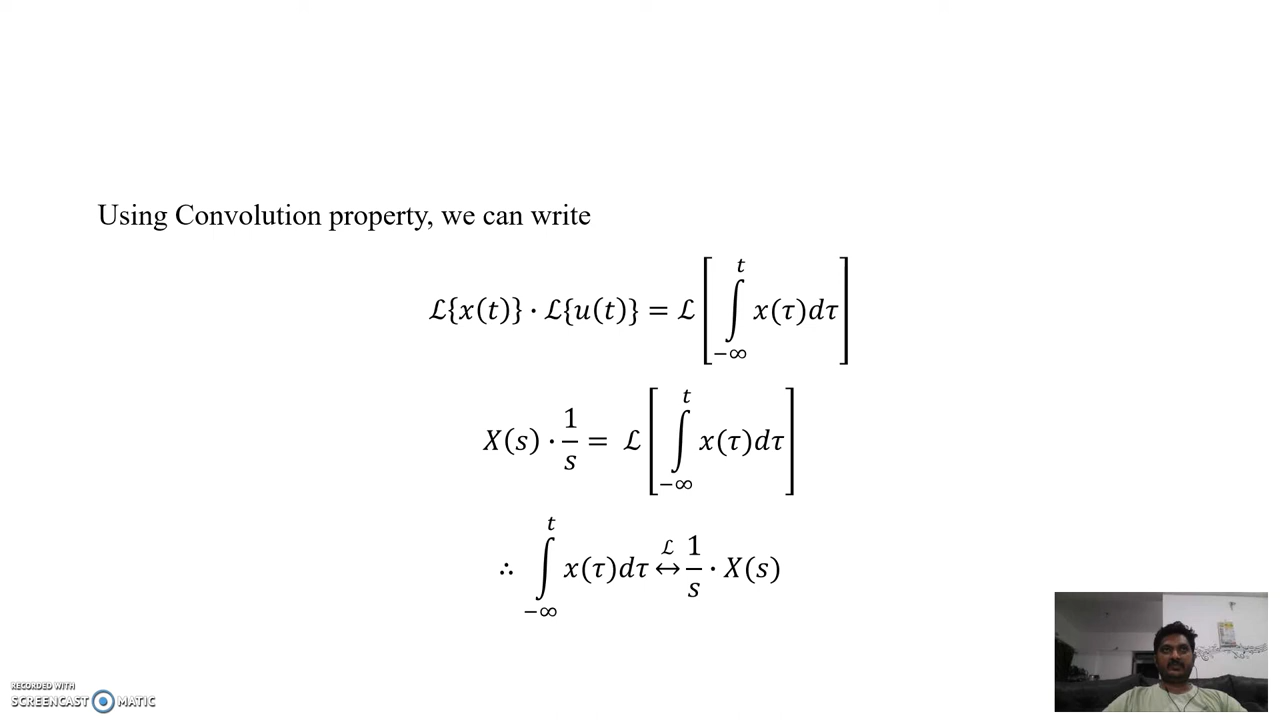 Using Convolution property, we can write
ℒ{x(t)} · ℒ{u(t)} = ℒ[∫_{−∞}^{t} x(τ)dτ]
X(s) · 1/s = ℒ[∫_{−∞}^{t} x(τ)dτ]
∴ ∫_{−∞}^{t} x(τ)dτ ℒ↔ 1/s · X(s)
RECORDED WITH
SCREENCAST MATIC